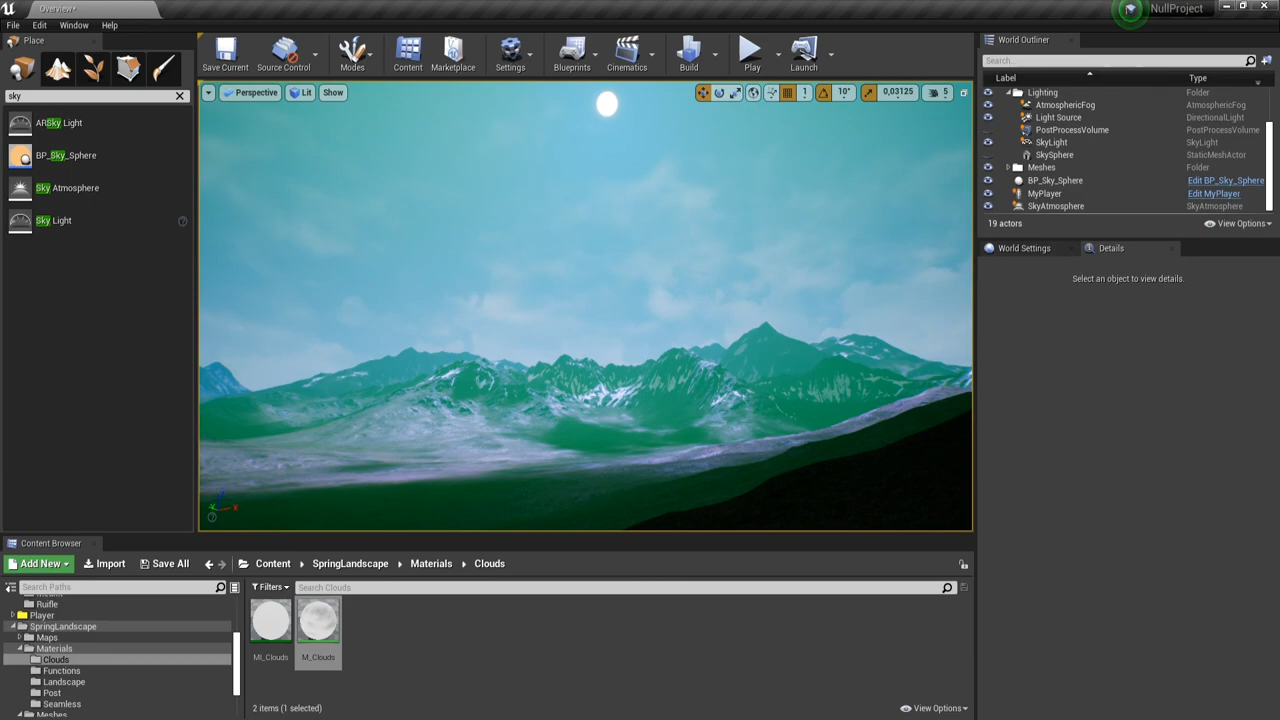 Overview•
NullProject
File Edit Window Help
Place
sky
ARSky Light
BP_Sky_Sphere
Sky Atmosphere
Sky Light
Save Current
Source Control
Modes
Content
Marketplace
Settings
Blueprints
Cinematics
Build
Play
Launch
Perspective
Lit
Show
1
10°
0,03125
5
World Outliner
Search...
Label Type
Lighting Folder
AtmosphericFog AtmosphericFog
Light Source DirectionalLight
PostProcessVolume PostProcessVolume
SkyLight SkyLight
SkySphere StaticMeshActor
Meshes Folder
BP_Sky_Sphere Edit BP_Sky_Sphere
MyPlayer Edit MyPlayer
SkyAtmosphere SkyAtmosphere
19 actors
View Options
World Settings
Details
Select an object to view details.
Content Browser
Add New Import Save All Content SpringLandscape Materials Clouds
Search Paths
Ruifle
Player
SpringLandscape
Maps
Materials
Clouds
Functions
Landscape
Post
Seamless
Meshes
Filters
Search Clouds
MI_Clouds
M_Clouds
2 items (1 selected)
View Options